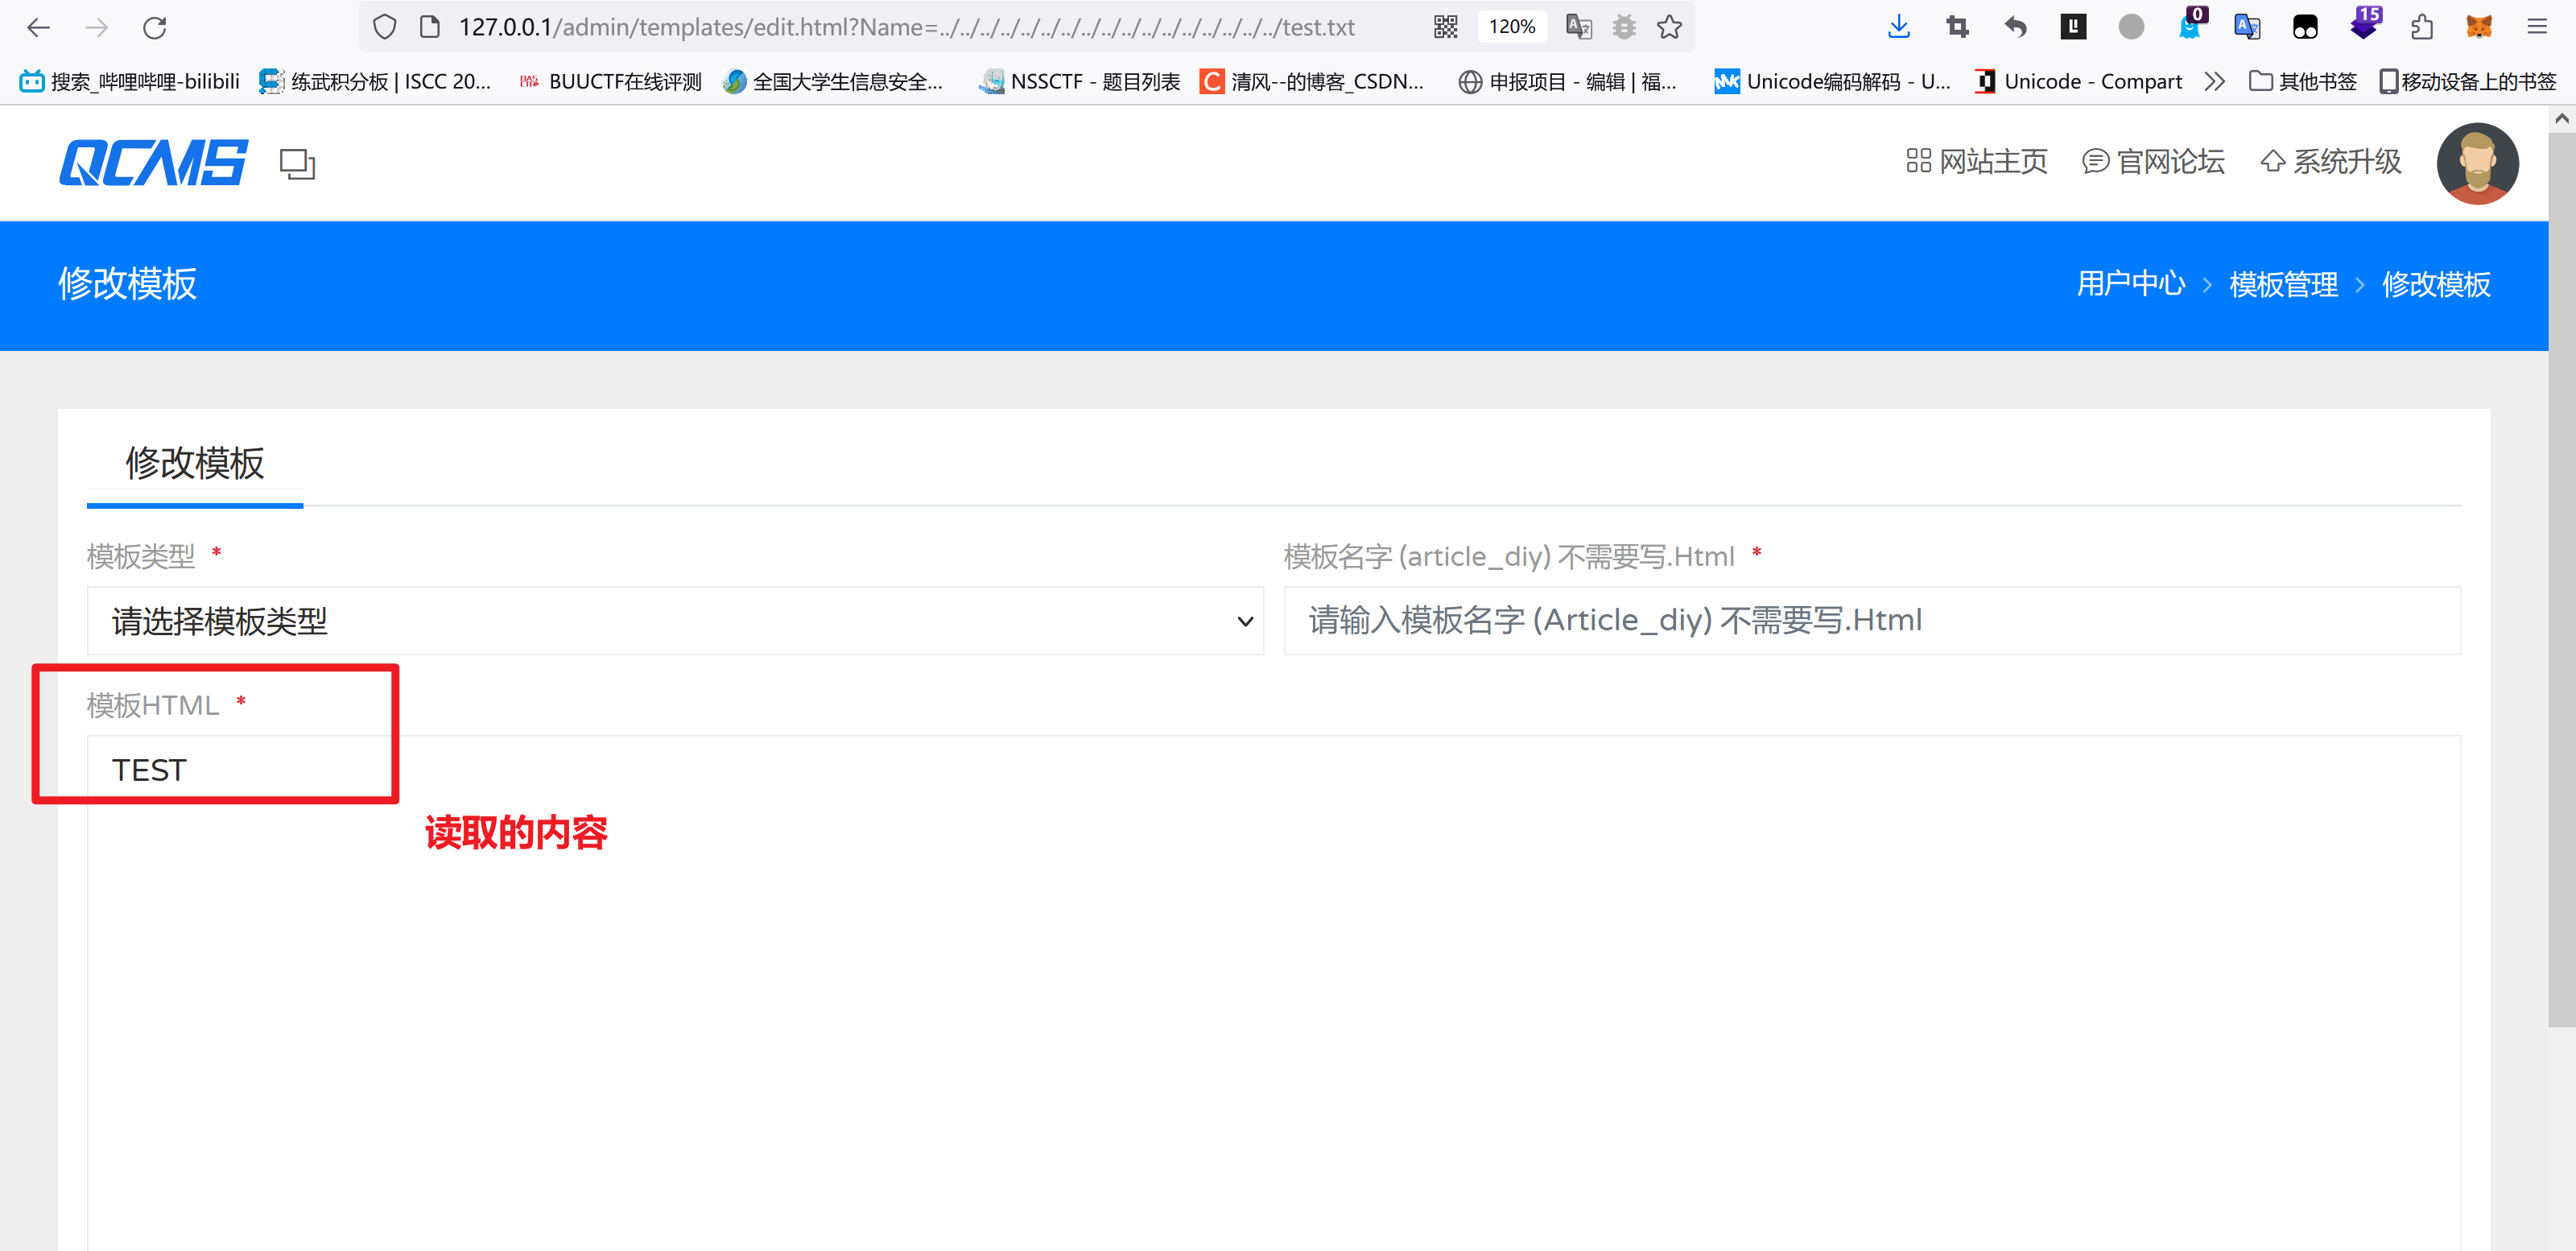 127.0.0.1/admin/templates/edit.html?Name=../../../../../../../../../../../../../../../../../test.txt
120%
0
15
搜索_哔哩哔哩-bilibili
练武积分板 | ISCC 20...
BUUCTF在线评测
全国大学生信息安全...
NSSCTF - 题目列表
清风--的博客_CSDN...
申报项目 - 编辑 | 福...
Unicode编码解码 - U...
Unicode - Compart
其他书签
移动设备上的书签
QCMS
网站主页
官网论坛
系统升级
修改模板
用户中心 > 模板管理 > 修改模板
修改模板
模板类型 *
模板名字 (article_diy) 不需要写.Html *
请选择模板类型
请输入模板名字 (Article_diy) 不需要写.Html
模板HTML *
TEST
读取的内容